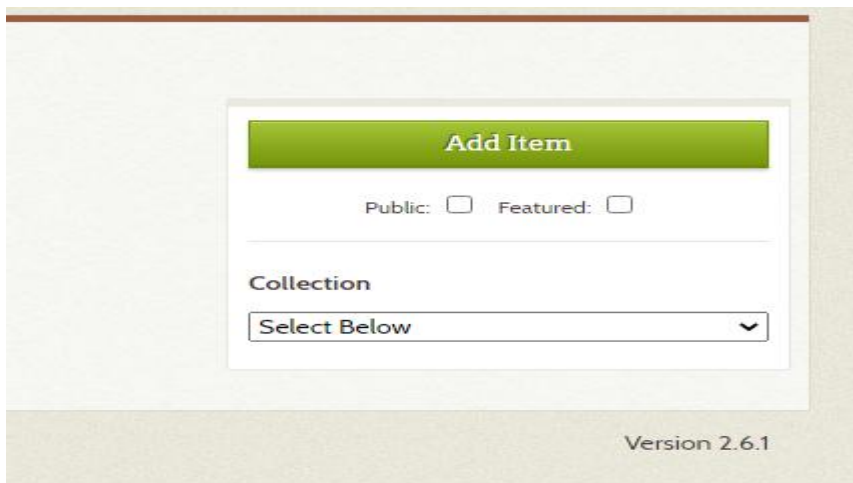 Add Item
Public: Featured:
Collection
Select Below
Version 2.6.1